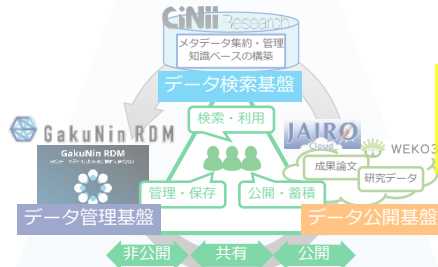 CiNii Research
メタデータ集約・管理
知識ベースの構築
データ検索基盤
検索・利用
GakuNin RDM
GakuNin RDM
JAIRO
Cloud
WEKO3
成果論文
研究データ
管理・保存
公開・蓄積
データ管理基盤
データ公開基盤
非公開
共有
公開